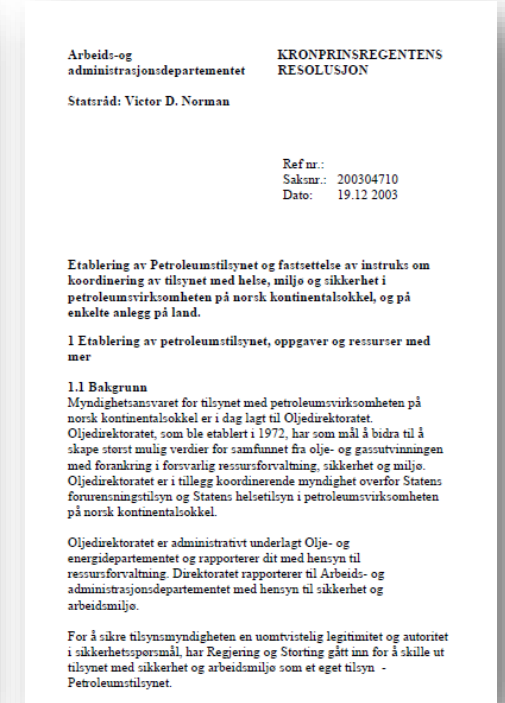 Arbeids-og
administrasjonsdepartementet
KRONPRINSREGENTENS
RESOLUSJON
Statsråd: Victor D. Norman
Ref nr.:
Saksnr.: 200304710
Dato: 19.12 2003
Etablering av Petroleumstilsynet og fastsettelse av instruks om
koordinering av tilsynet med helse, miljø og sikkerhet i
petroleumsvirksomheten på norsk kontinentalsokkel, og på
enkelte anlegg på land.
1 Etablering av petroleumstilsynet, oppgaver og ressurser med
mer
1.1 Bakgrunn
Myndighetsansvaret for tilsynet med petroleumsvirksomheten på
norsk kontinentalsokkel er i dag lagt til Oljedirektoratet.
Oljedirektoratet, som ble etablert i 1972, har som mål å bidra til å
skape størst mulig verdier for samfunnet fra olje- og gassutvinningen
med forankring i forsvarlig ressursforvaltning, sikkerhet og miljø.
Oljedirektoratet er i tillegg koordinerende myndighet overfor Statens
forurensningstilsyn og Statens helsetilsyn i petroleumsvirksomheten
på norsk kontinentalsokkel.
Oljedirektoratet er administrativt underlagt Olje- og
energidepartementet og rapporterer dit med hensyn til
ressursforvaltning. Direktoratet rapporterer til Arbeids- og
administrasjonsdepartementet med hensyn til sikkerhet og
arbeidsmiljø.
For å sikre tilsynsmyndigheten en uomtvistelig legitimitet og autoritet
i sikkerhetsspørsmål, har Regjering og Storting gått inn for å skille ut
tilsynet med sikkerhet og arbeidsmiljø som et eget tilsyn -
Petroleumstilsynet.